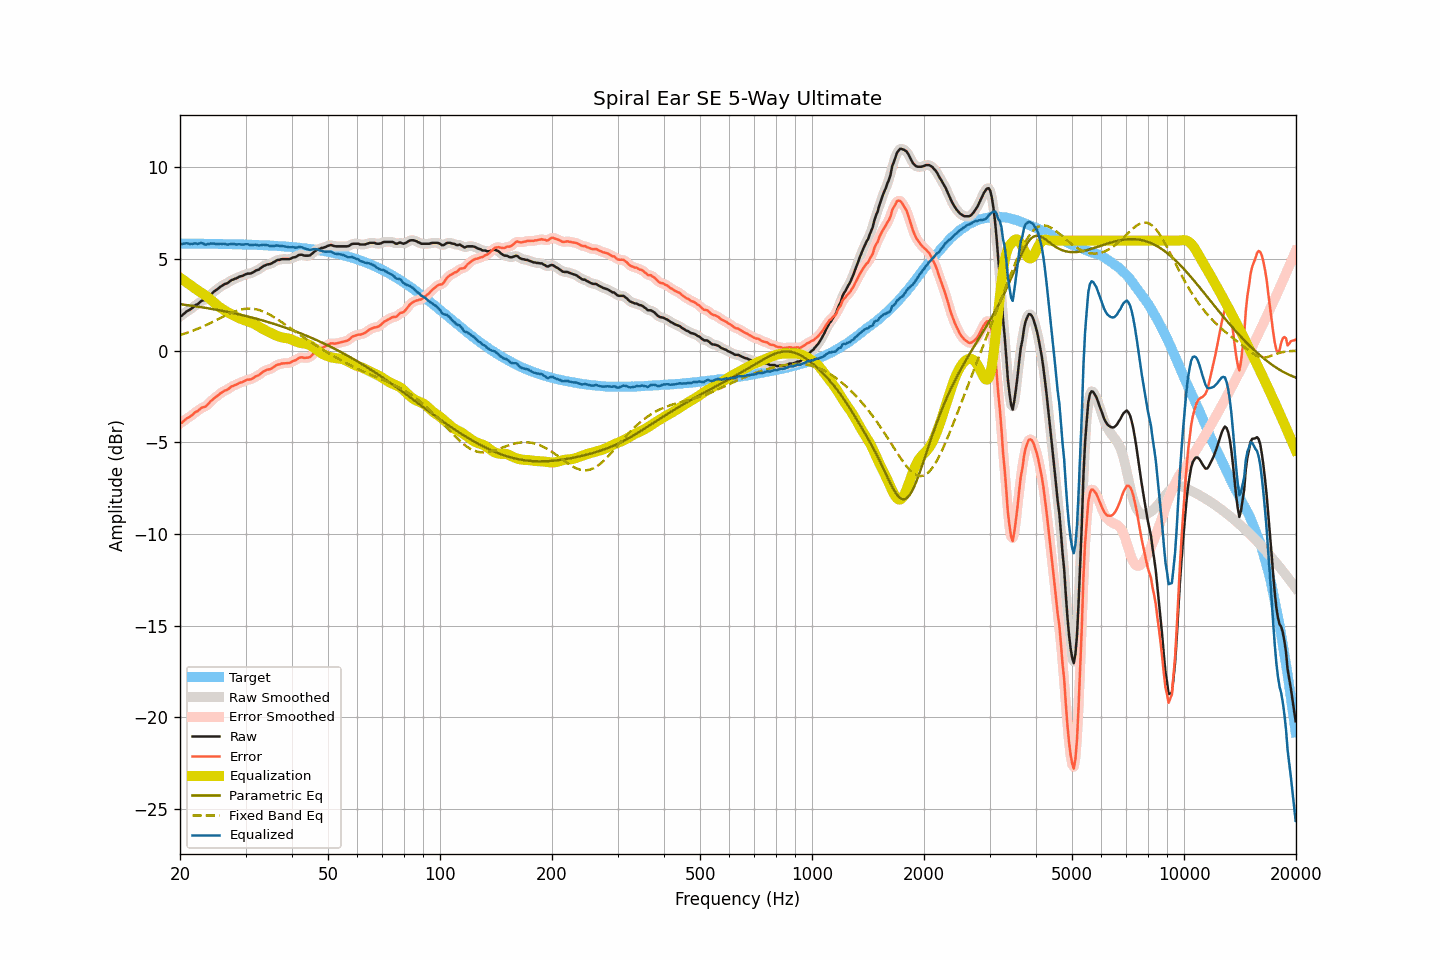 Spiral Ear SE 5-Way Ultimate
Amplitude (dBr)
10
5
0
−5
−10
−15
−20
−25
Target
Raw Smoothed
Error Smoothed
Raw
Error
Equalization
Parametric Eq
Fixed Band Eq
Equalized
20 50 100 200 500 1000 2000 5000 10000 20000
Frequency (Hz)